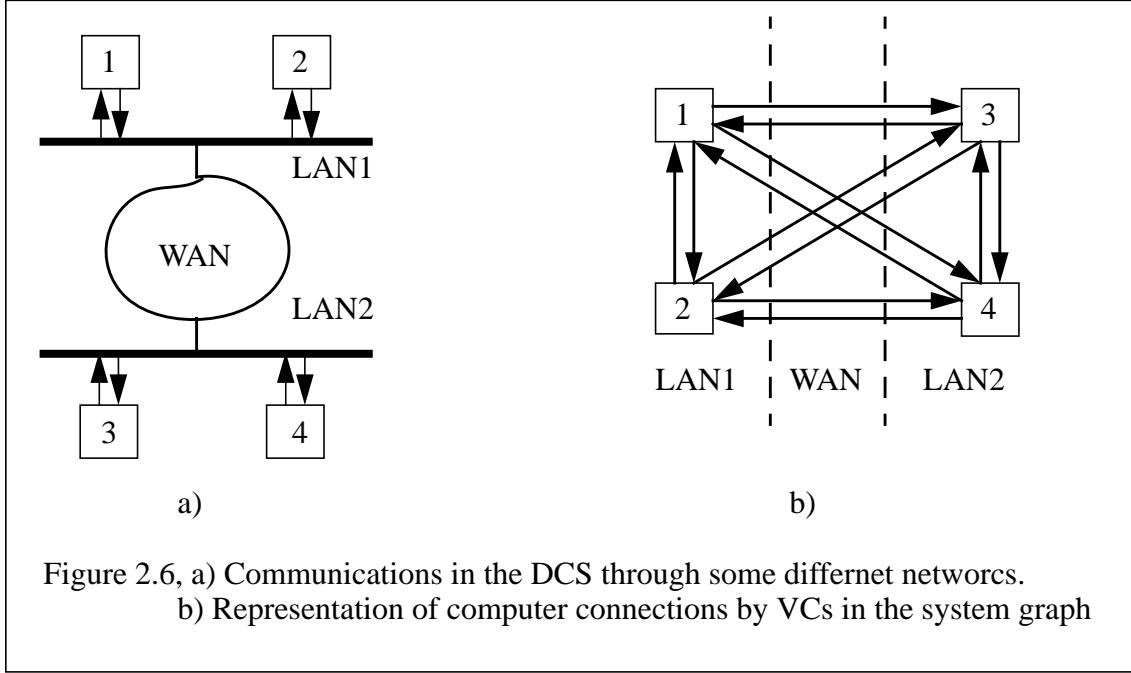 1
2
LAN1
WAN
LAN2
3
4
a)
1
3
2
4
LAN1
WAN
LAN2
b)
Figure 2.6, a) Communications in the DCS through some differnet networcs.
b) Representation of computer connections by VCs in the system graph